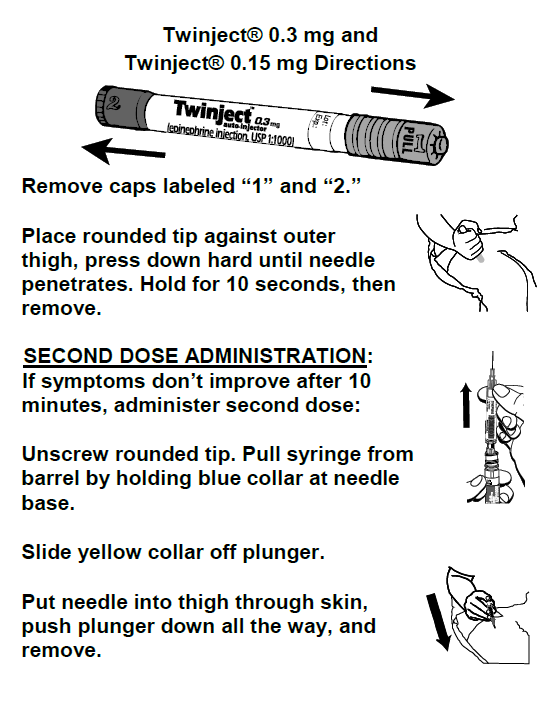 Twinject® 0.3 mg and
Twinject® 0.15 mg Directions
2
Twinject 0.3 mg
auto-injector
(epinephrine injection, USP 1:1000)
Lot:
Exp:
PULL
1
Remove caps labeled “1” and “2.”
Place rounded tip against outer
thigh, press down hard until needle
penetrates. Hold for 10 seconds, then
remove.
SECOND DOSE ADMINISTRATION:
If symptoms don’t improve after 10
minutes, administer second dose:
Unscrew rounded tip. Pull syringe from
barrel by holding blue collar at needle
base.
Slide yellow collar off plunger.
Put needle into thigh through skin,
push plunger down all the way, and
remove.